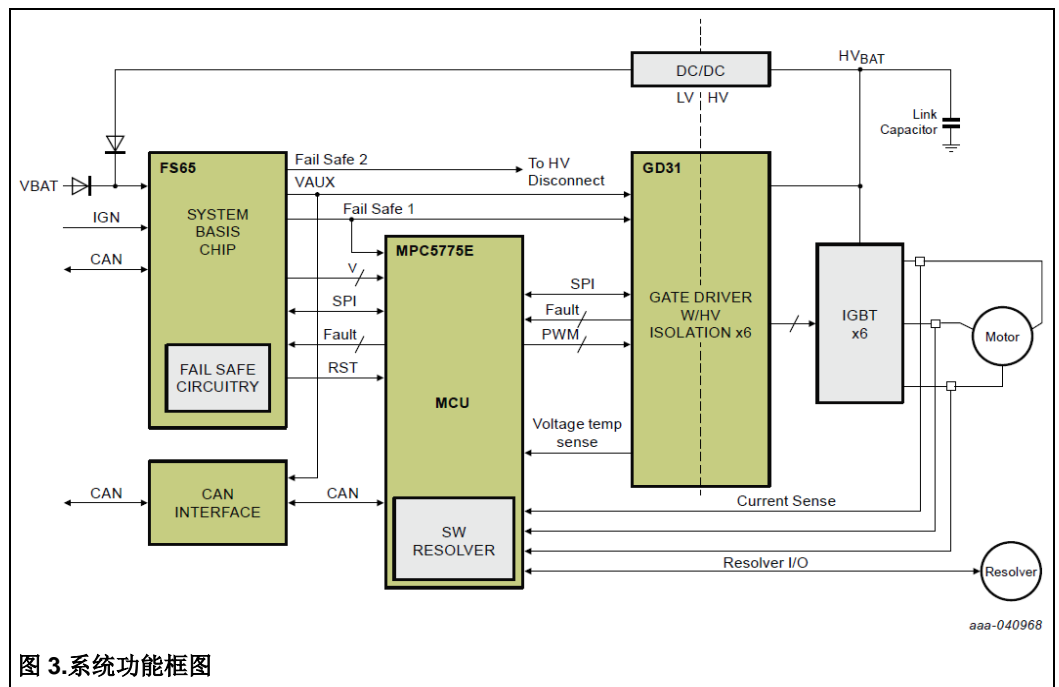 DC/DC
HVBAT
LV
HV
Link
Capacitor
FS65
Fail Safe 2
To HV
Disconnect
GD31
VBAT
VAUX
SYSTEM
BASIS
CHIP
Fail Safe 1
IGN
MPC5775E
CAN
V
SPI
SPI
GATE DRIVER
W/HV
ISOLATION x6
IGBT
x6
Motor
Fault
Fault
PWM
FAIL SAFE
CIRCUITRY
RST
MCU
Voltage temp
sense
CAN
CAN
INTERFACE
CAN
Current Sense
SW
RESOLVER
Resolver I/O
Resolver
aaa-040968
图 3.系统功能框图